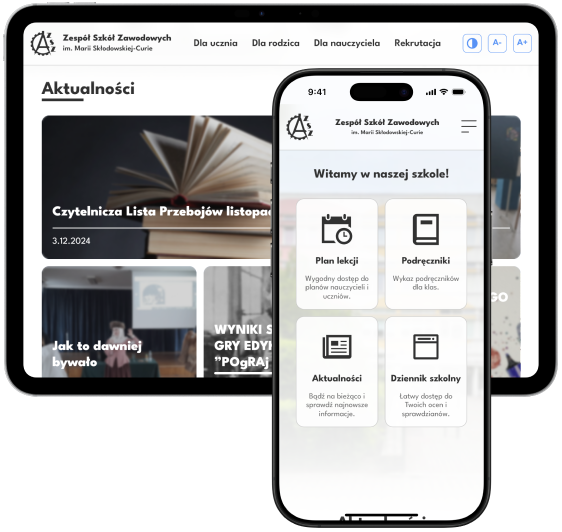 Zespół Szkół Zawodowych
im. Marii Skłodowskiej-Curie
Dla ucznia
Dla rodzica
Dla nauczyciela
Rekrutacja
A-
A+
Aktualności
Czytelnicza Lista Przebojów listopad
3.12.2024
Jak to dawniej
bywało
WYNIKI S
GRY EDY
"POgRAj
GO
9:41
Zespół Szkół Zawodowych
im. Marii Skłodowskiej-Curie
Witamy w naszej szkole!
Plan lekcji
Wygodny dostęp do
planów nauczycieli i
uczniów.
Podręczniki
Wykaz podręczników
dla klas.
Aktualności
Bądź na bieżąco i
sprawdź najnowsze
informacje.
Dziennik szkolny
Łatwy dostęp do
Twoich ocen i
sprawdzianów.